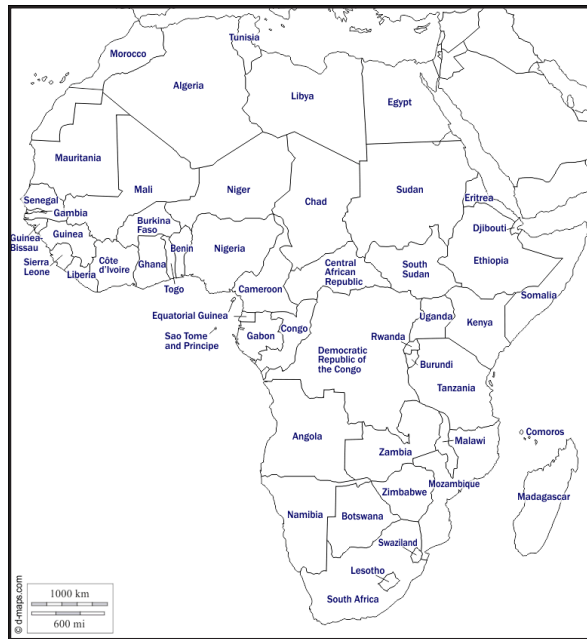 Tunisia
Morocco
Algeria
Libya
Egypt
Mauritania
Mali
Niger
Chad
Sudan
Eritrea
Senegal
Gambia
Guinea-
Bissau
Guinea
Sierra
Leone
Liberia
Côte
d'Ivoire
Burkina
Faso
Ghana
Togo
Benin
Nigeria
Cameroon
Central
African
Republic
South
Sudan
Djibouti
Ethiopia
Somalia
Equatorial Guinea
Sao Tome
and Principe
Gabon
Congo
Democratic
Republic of
the Congo
Uganda
Kenya
Rwanda
Burundi
Tanzania
Angola
Zambia
Malawi
Comoros
Mozambique
Madagascar
Zimbabwe
Namibia
Botswana
Swaziland
Lesotho
South Africa
1000 km
600 mi
© d-maps.com